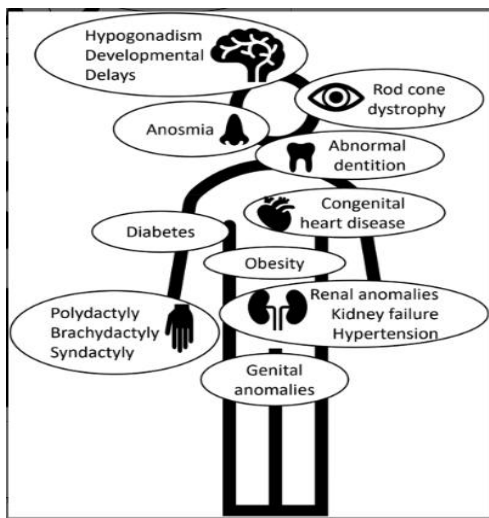 Hypogonadism
Developmental
Delays
Rod cone
dystrophy
Anosmia
Abnormal
dentition
Congenital
heart disease
Diabetes
Obesity
Polydactyly
Brachydactyly
Syndactyly
Renal anomalies
Kidney failure
Hypertension
Genital
anomalies